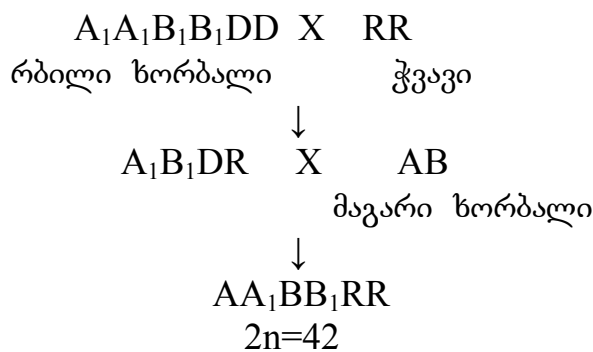 A₁A₁B₁B₁DD X RR
რბილი ხორბალი ჭვავი
↓
A₁B₁DR X AB
მაგარი ხორბალი
↓
AA₁BB₁RR
2n=42